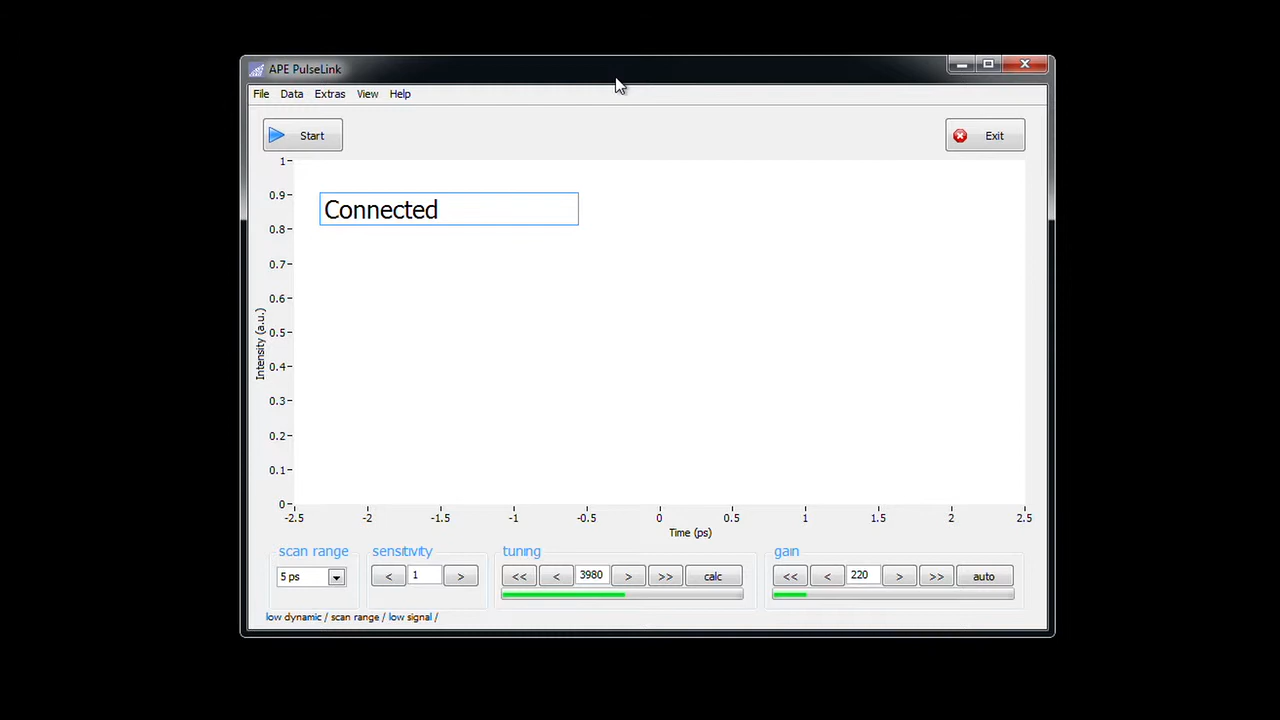 APE PulseLink
File Data Extras View Help
Start Exit
1
0.9
Connected
0.8
0.7
0.6
0.5
0.4
0.3
0.2
0.1
0
Intensity (a.u.)
-2.5 -2 -1.5 -1 -0.5 0 0.5 1 1.5 2 2.5
Time (ps)
scan range sensitivity tuning gain
5 ps < 1 > << < 3980 > >> calc << < 220 > >> auto
low dynamic / scan range / low signal /